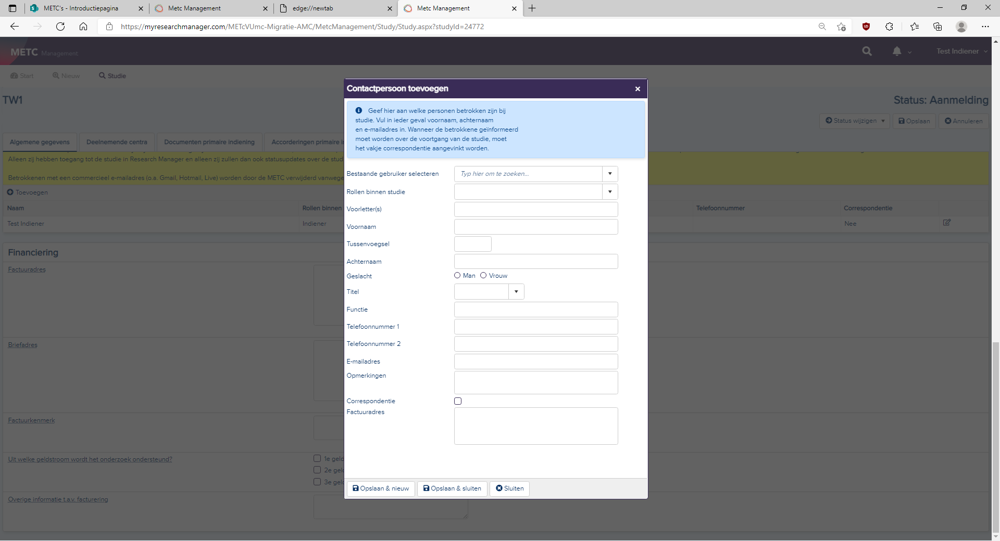 METC's - Introductiepagina
Metc Management
edge://newtab
Metc Management
https://myresearchmanager.com/METcVUmc-Migratie-AMC/MetcManagement/Study/Study.aspx?studyId=24772
METC Management
Test Indiener
Start
Nieuw
Studie
TW1
Status: Aanmelding
Status wijzigen
Opslaan
Annuleren
Algemene gegevens
Deelnemende centra
Documenten primaire indiening
Accorderingen primaire i
Alleen zij hebben toegang tot de studie in Research Manager en alleen zij zullen dan ook statusupdates over de studi
Betrokkenen met een commercieel e-mailadres (o.a. Gmail, Hotmail, Live) worden door de METC verwijderd vanwege
Toevoegen
Naam
Rollen binnen
Telefoonnummer
Correspondentie
Test Indiener
Indiener
Nee
Financiering
Factuuradres
Briefadres
Factuurkenmerk
Uit welke geldstroom wordt het onderzoek ondersteund?
1e geld
2e geld
3e geld
Overige informatie t.a.v. facturering
Contactpersoon toevoegen
Geef hier aan welke personen betrokken zijn bij
studie. Vul in ieder geval voornaam, achternaam
en e-mailadres in. Wanneer de betrokkene geïnformeerd
moet worden over de voortgang van de studie, moet
het vakje correspondentie aangevinkt worden.
Bestaande gebruiker selecteren
Typ hier om te zoeken...
Rollen binnen studie
Voorletter(s)
Voornaam
Tussenvoegsel
Achternaam
Geslacht
Man
Vrouw
Titel
Functie
Telefoonnummer 1
Telefoonnummer 2
E-mailadres
Opmerkingen
Correspondentie
Factuuradres
Opslaan & nieuw
Opslaan & sluiten
Sluiten